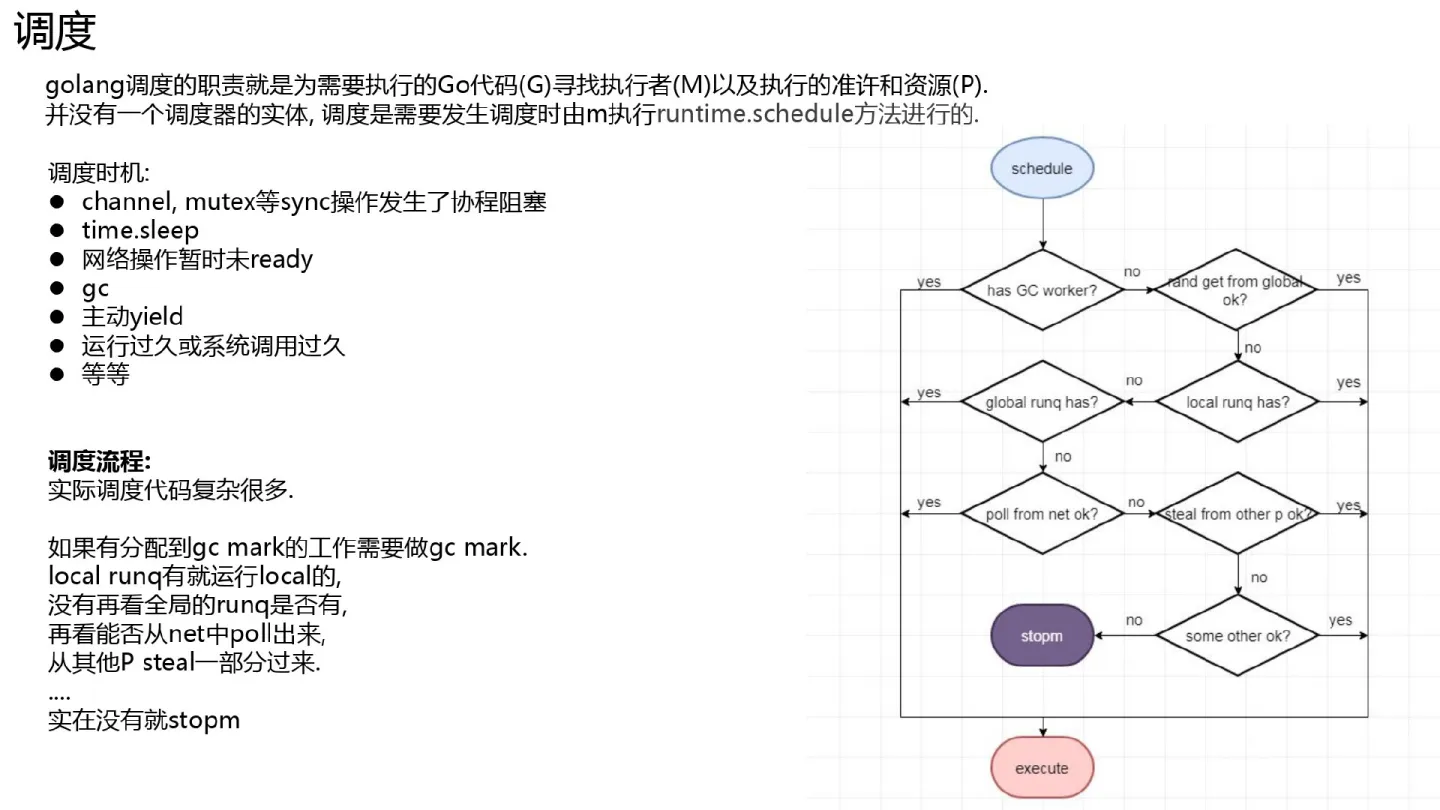 调度
golang调度的职责就是为需要执行的Go代码(G)寻找执行者(M)以及执行的准许和资源(P).
并没有一个调度器的实体, 调度是需要发生调度时由m执行runtime.schedule方法进行的.
调度时机:
● channel, mutex等sync操作发生了协程阻塞
● time.sleep
● 网络操作暂时未ready
● gc
● 主动yield
● 运行过久或系统调用过久
● 等等
调度流程:
实际调度代码复杂很多.
如果有分配到gc mark的工作需要做gc mark.
local runq有就运行local的,
没有再看全局的runq是否有,
再看能否从net中poll出来,
从其他P steal一部分过来.
....
实在没有就stopm
schedule
yes
has GC worker?
no
rand get from global
ok?
yes
no
yes
global runq has?
no
local runq has?
yes
no
yes
poll from net ok?
no
steal from other p ok?
yes
no
stopm
no
some other ok?
yes
execute